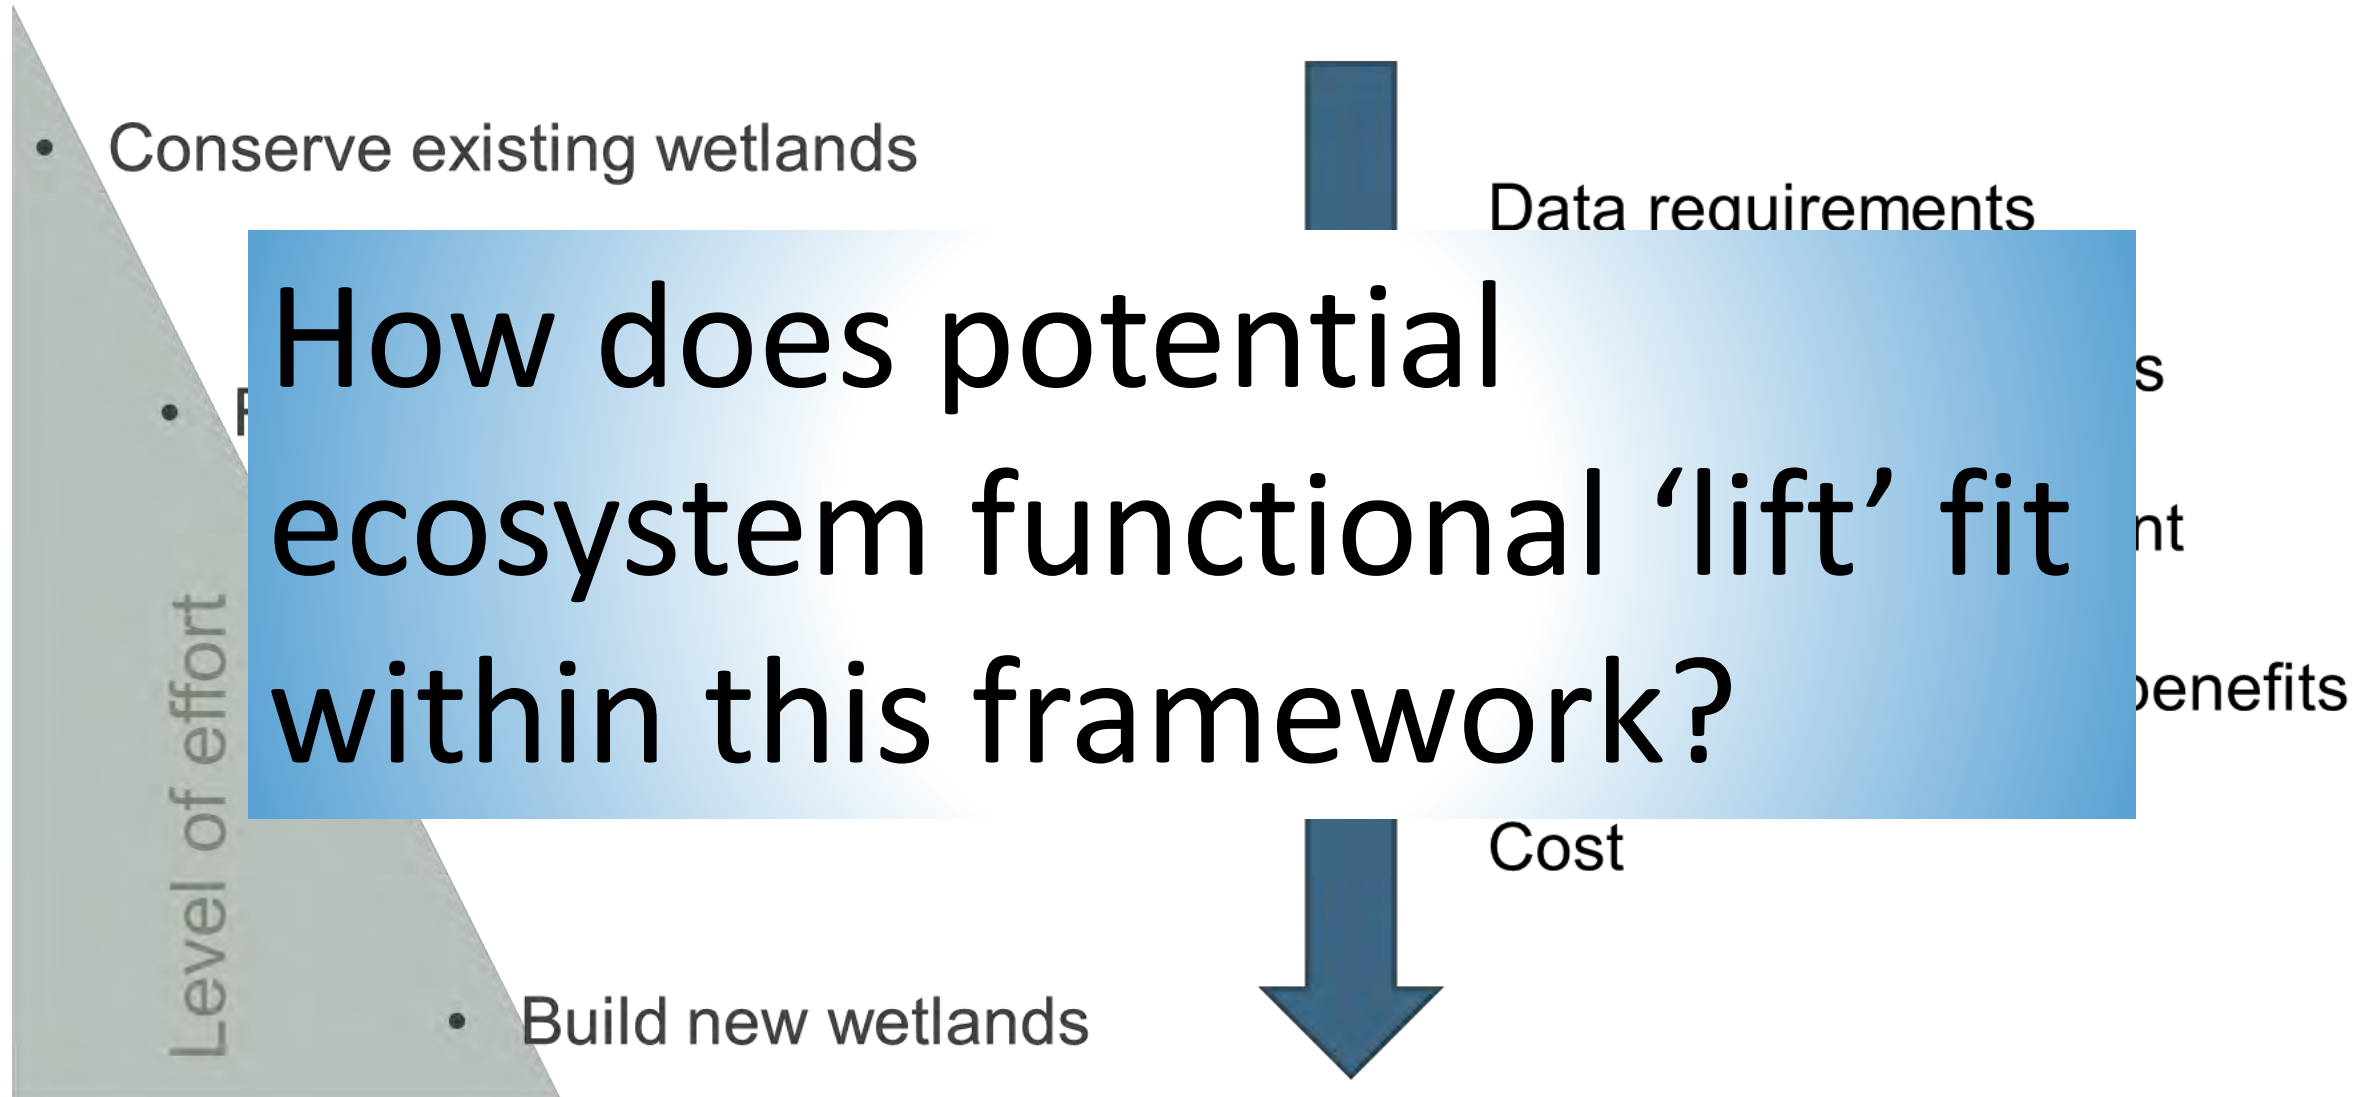 • Conserve existing wetlands
Data requirements
How does potential
ecosystem functional ‘lift’ fit
within this framework?
Level of effort
Cost
• Build new wetlands